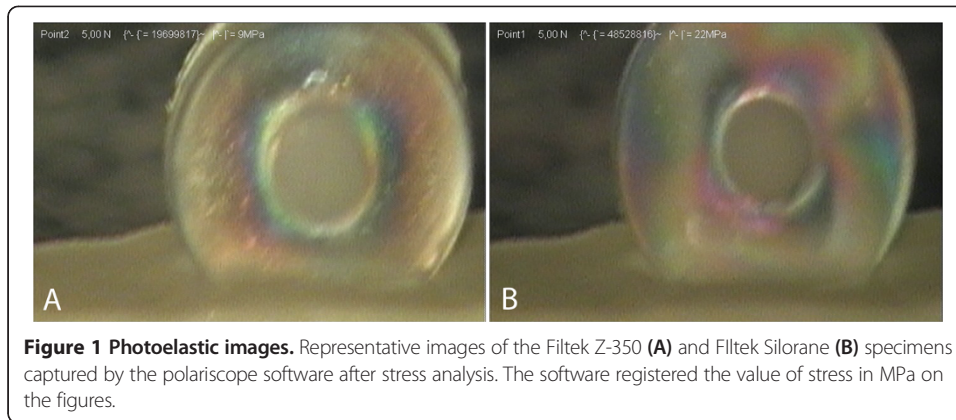 Point2 5,00 N {^- {`= 19699817}~ |^- |`= 9MPa
Point1 5,00 N {^- {`= 48528816}~ |^- |`= 22MPa
A
B
Figure 1 Photoelastic images. Representative images of the Filtek Z-350 (A) and FIltek Silorane (B) specimens
captured by the polariscope software after stress analysis. The software registered the value of stress in MPa on
the figures.